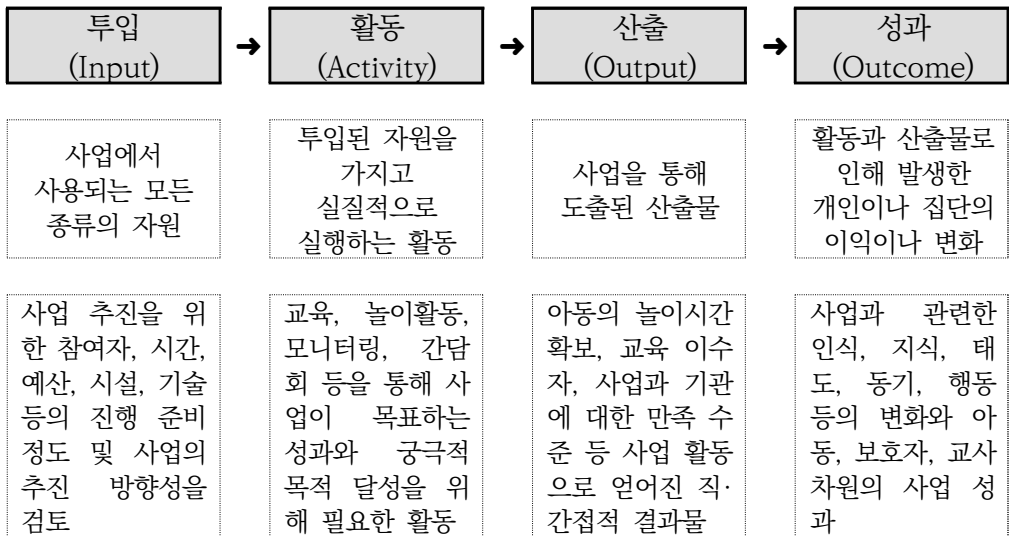 투입
(Input)
➜
활동
(Activity)
➜
산출
(Output)
➜
성과
(Outcome)
사업에서
사용되는 모든
종류의 자원
투입된 자원을
가지고
실질적으로
실행하는 활동
사업을 통해
도출된 산출물
활동과 산출물로
인해 발생한
개인이나 집단의
이익이나 변화
사업 추진을 위
한 참여자, 시간,
예산, 시설, 기술
등의 진행 준비
정도 및 사업의
추진 방향성을
검토
교육, 놀이활동,
모니터링, 간담
회 등을 통해 사
업이 목표하는
성과와 궁극적
목적 달성을 위
해 필요한 활동
아동의 놀이시간
확보, 교육 이수
자, 사업과 기관
에 대한 만족 수
준 등 사업 활동
으로 얻어진 직·
간접적 결과물
사업과 관련한
인식, 지식, 태
도, 동기, 행동
등의 변화와 아
동, 보호자, 교사
차원의 사업 성
과